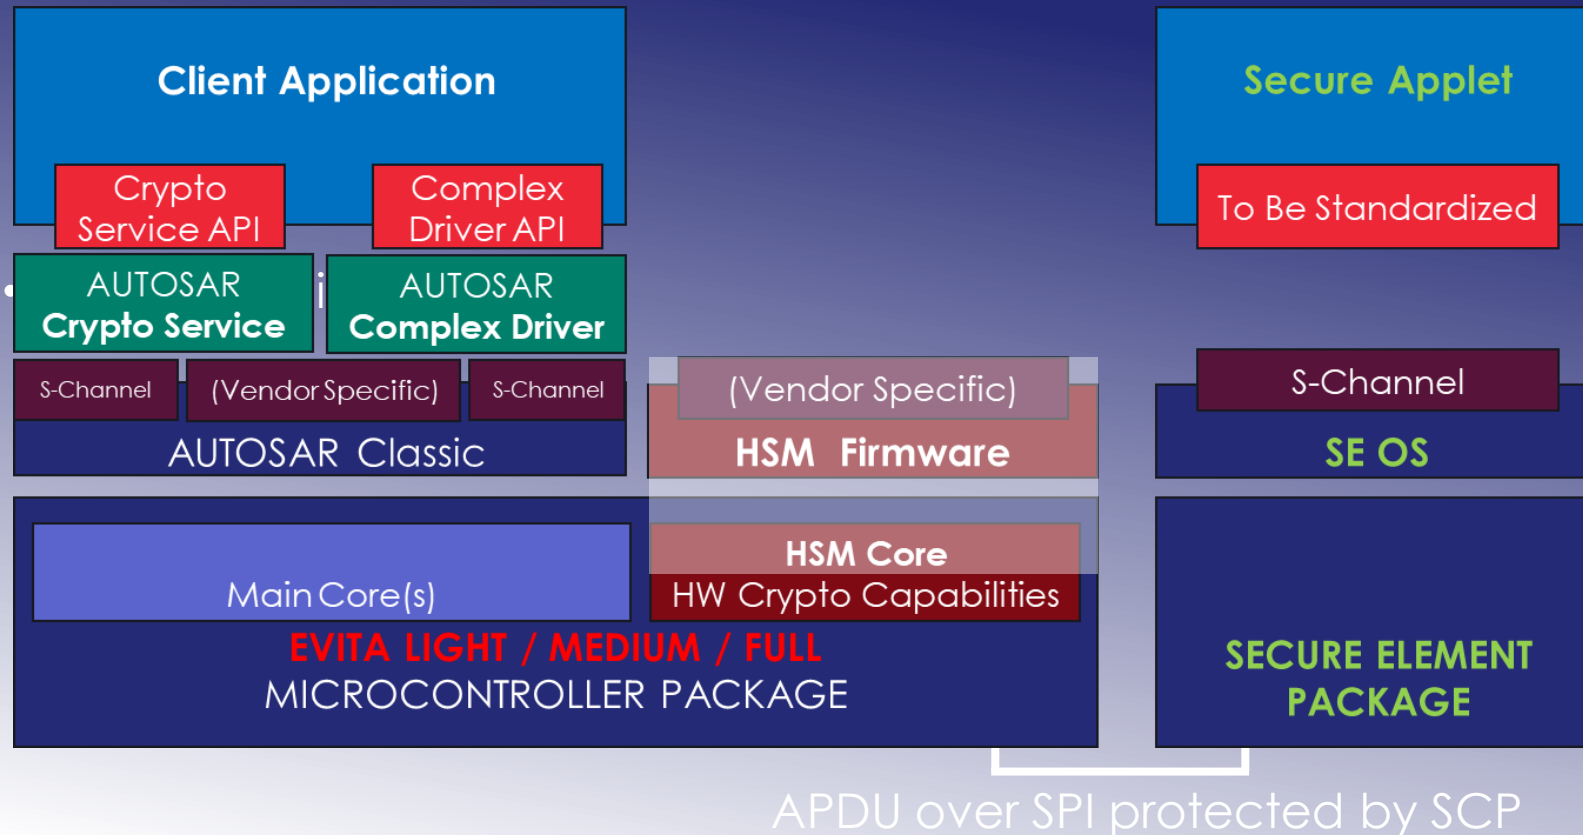 Client Application
Crypto
Service API
Complex
Driver API
AUTOSAR
Crypto Service
AUTOSAR
Complex Driver
S-Channel
(Vendor Specific)
S-Channel
AUTOSAR Classic
(Vendor Specific)
HSM Firmware
Main Core(s)
HSM Core
HW Crypto Capabilities
EVITA LIGHT / MEDIUM / FULL
MICROCONTROLLER PACKAGE
Secure Applet
To Be Standardized
S-Channel
SE OS
SECURE ELEMENT
PACKAGE
APDU over SPI protected by SCP